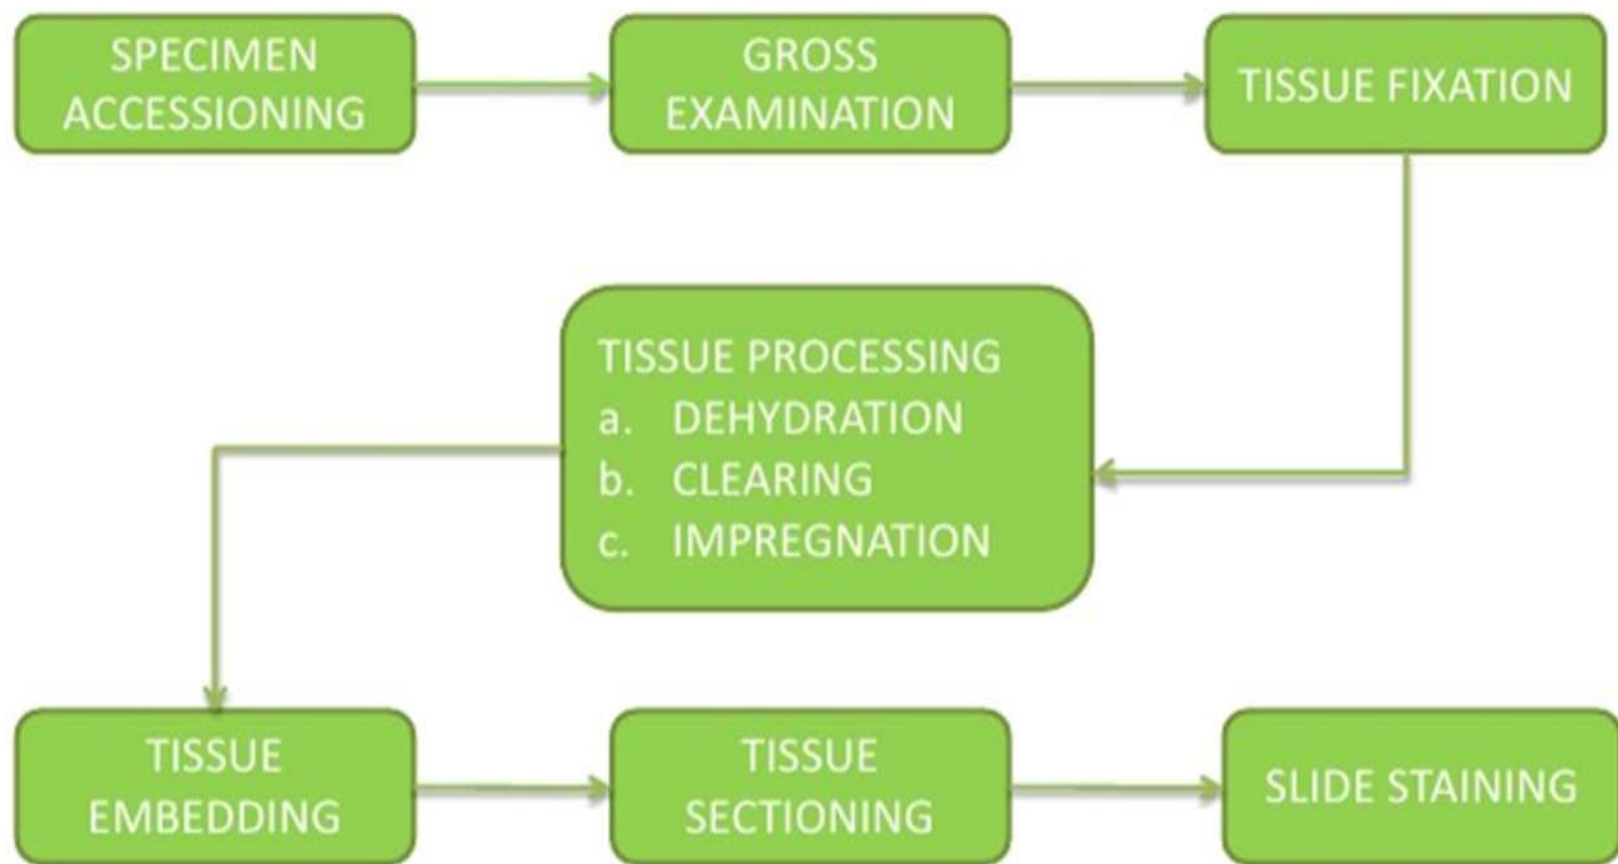 SPECIMEN
ACCESSIONING
GROSS
EXAMINATION
TISSUE FIXATION
TISSUE PROCESSING
a. DEHYDRATION
b. CLEARING
c. IMPREGNATION
TISSUE
EMBEDDING
TISSUE
SECTIONING
SLIDE STAINING